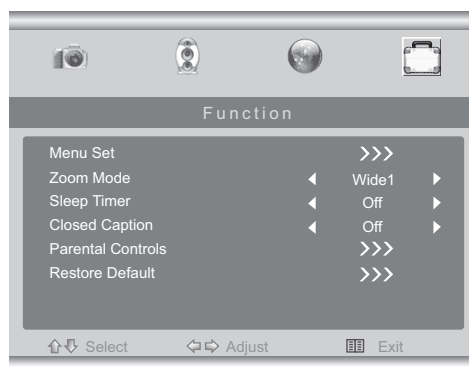 Function
Menu Set >>>
Zoom Mode Wide1
Sleep Timer Off
Closed Caption Off
Parental Controls >>>
Restore Default >>>
Select Adjust Exit